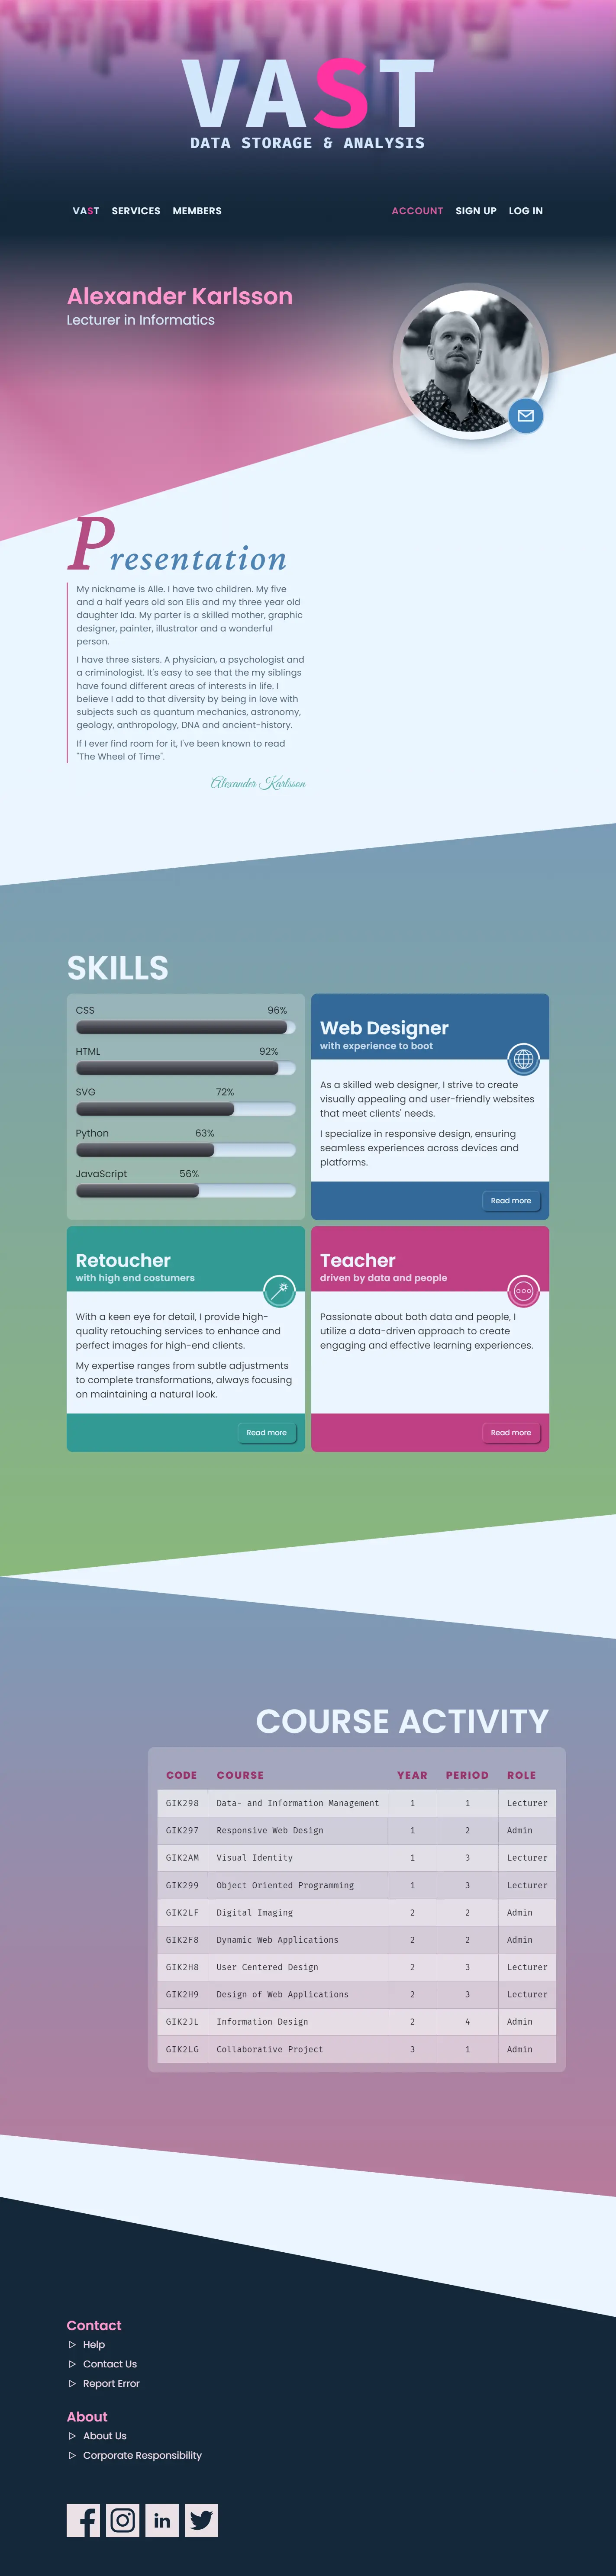 VAST
DATA STORAGE & ANALYSIS
VAST SERVICES MEMBERS ACCOUNT SIGN UP LOG IN
Alexander Karlsson
Lecturer in Informatics
Presentation
My nickname is Alle. I have two children. My five
and a half years old son Elis and my three year old
daughter Ida. My parter is a skilled mother, graphic
designer, painter, illustrator and a wonderful
person.
I have three sisters. A physician, a psychologist and
a criminologist. It's easy to see that the my siblings
have found different areas of interests in life. I
believe I add to that diversity by being in love with
subjects such as quantum mechanics, astronomy,
geology, anthropology, DNA and ancient-history.
If I ever find room for it, I've been known to read
"The Wheel of Time".
Alexander Karlsson
SKILLS
CSS 96%
HTML 92%
SVG 72%
Python 63%
JavaScript 56%
Web Designer
with experience to boot
As a skilled web designer, I strive to create
visually appealing and user-friendly websites
that meet clients' needs.
I specialize in responsive design, ensuring
seamless experiences across devices and
platforms.
Read more
Retoucher
with high end costumers
With a keen eye for detail, I provide high-
quality retouching services to enhance and
perfect images for high-end clients.
My expertise ranges from subtle adjustments
to complete transformations, always focusing
on maintaining a natural look.
Read more
Teacher
driven by data and people
Passionate about both data and people, I
utilize a data-driven approach to create
engaging and effective learning experiences.
Read more
COURSE ACTIVITY
CODE COURSE YEAR PERIOD ROLE
GIK298 Data- and Information Management 1 1 Lecturer
GIK297 Responsive Web Design 1 2 Admin
GIK2AM Visual Identity 1 3 Lecturer
GIK299 Object Oriented Programming 1 3 Lecturer
GIK2LF Digital Imaging 2 2 Admin
GIK2F8 Dynamic Web Applications 2 2 Admin
GIK2H8 User Centered Design 2 3 Lecturer
GIK2H9 Design of Web Applications 2 3 Lecturer
GIK2JL Information Design 2 4 Admin
GIK2LG Collaborative Project 3 1 Admin
Contact
Help
Contact Us
Report Error
About
About Us
Corporate Responsibility